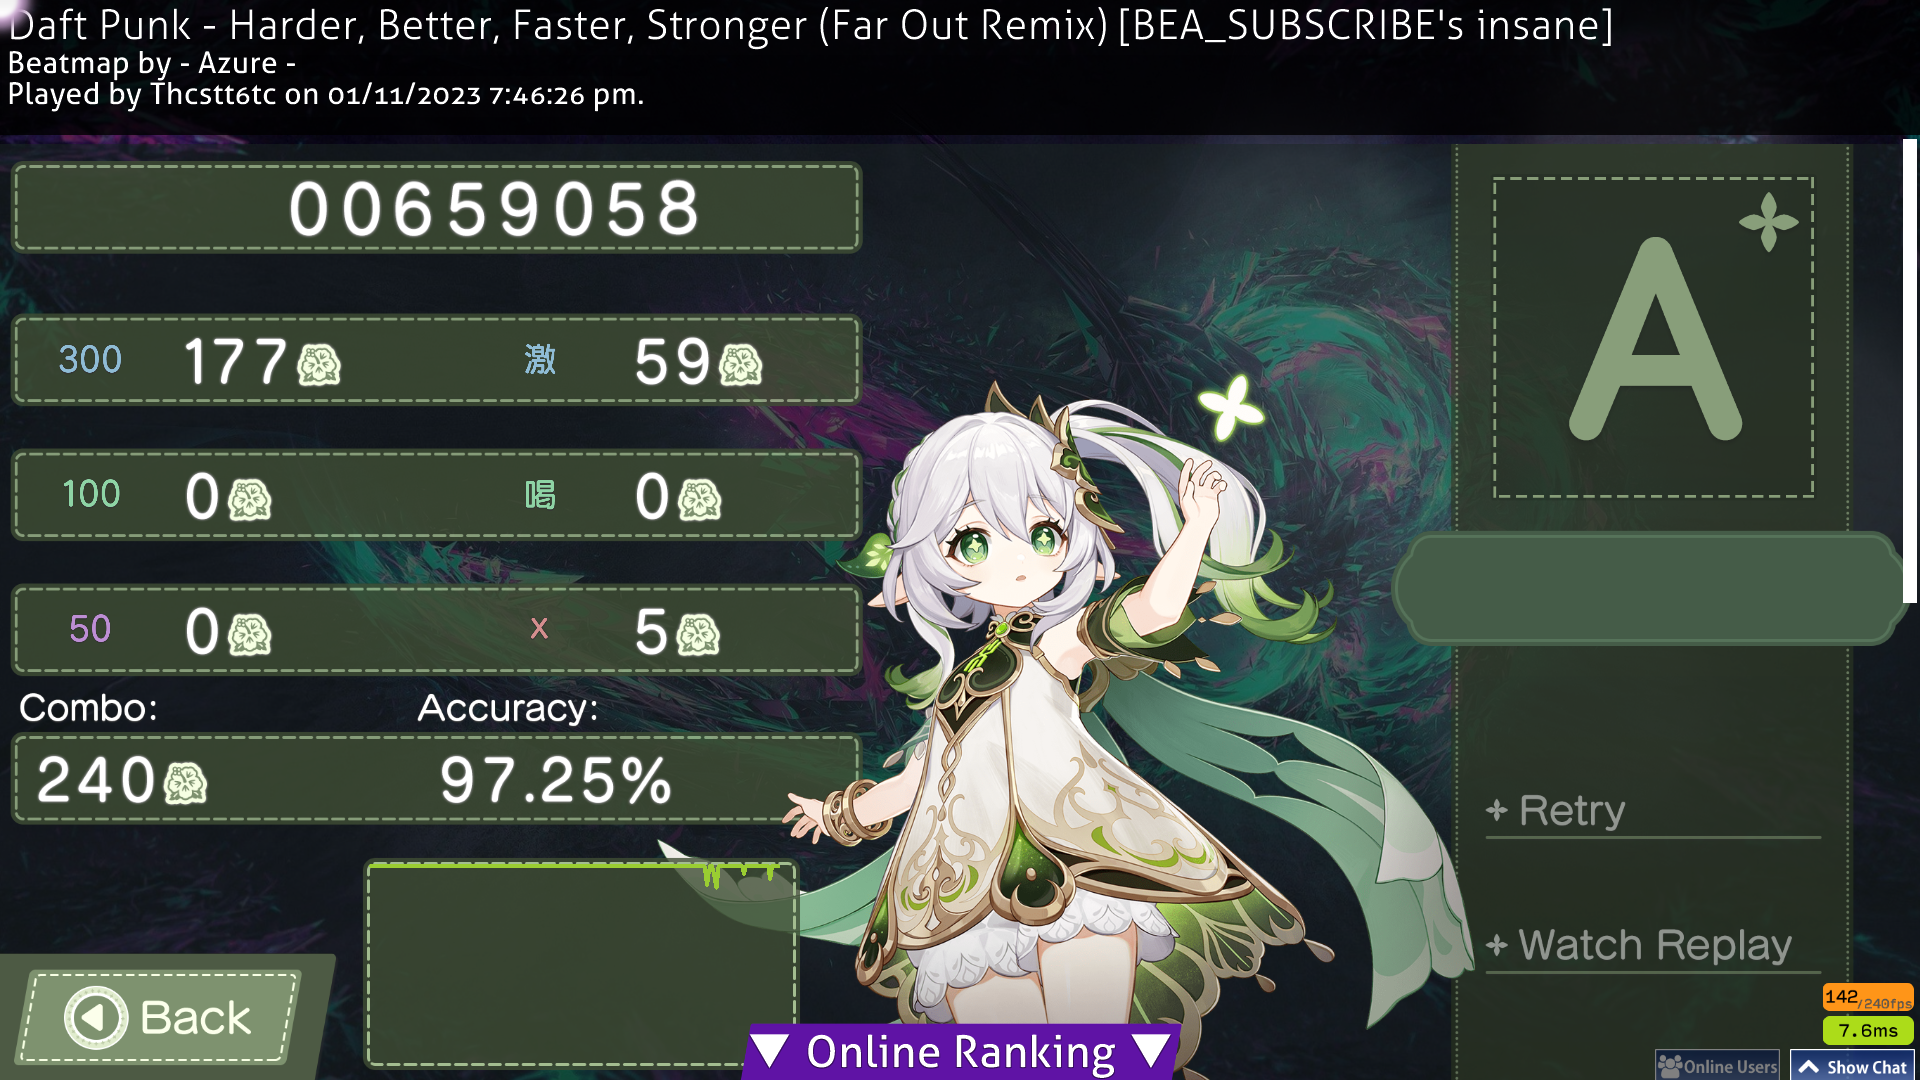 Daft Punk - Harder, Better, Faster, Stronger (Far Out Remix) [BEA_SUBSCRIBE's insane]
Beatmap by - Azure -
Played by Thcstt6tc on 01/11/2023 7:46:26 pm.
00659058
300 177 激 59
100 0 喝 0
50 0 X 5
Combo: Accuracy:
240 97.25%
A
Retry
Watch Replay
Back
Online Ranking
142/240fps
7.6ms
Online Users
Show Chat